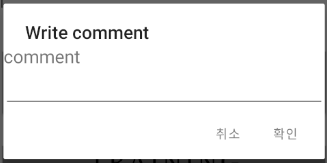 Write comment
comment
취소 확인